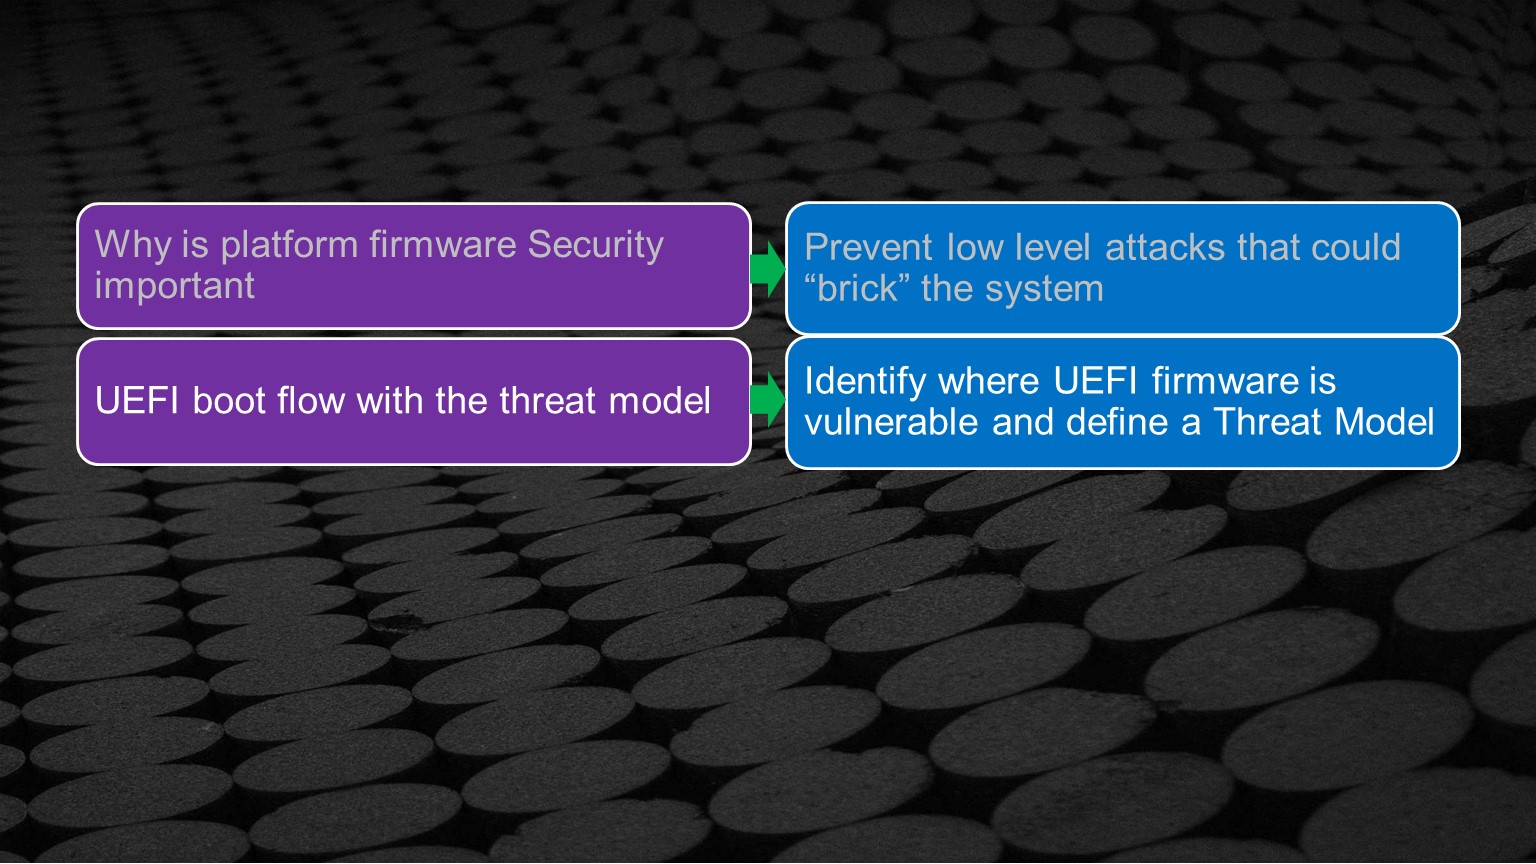 Why is platform firmware Security
important
Prevent low level attacks that could
“brick” the system
UEFI boot flow with the threat model
Identify where UEFI firmware is
vulnerable and define a Threat Model